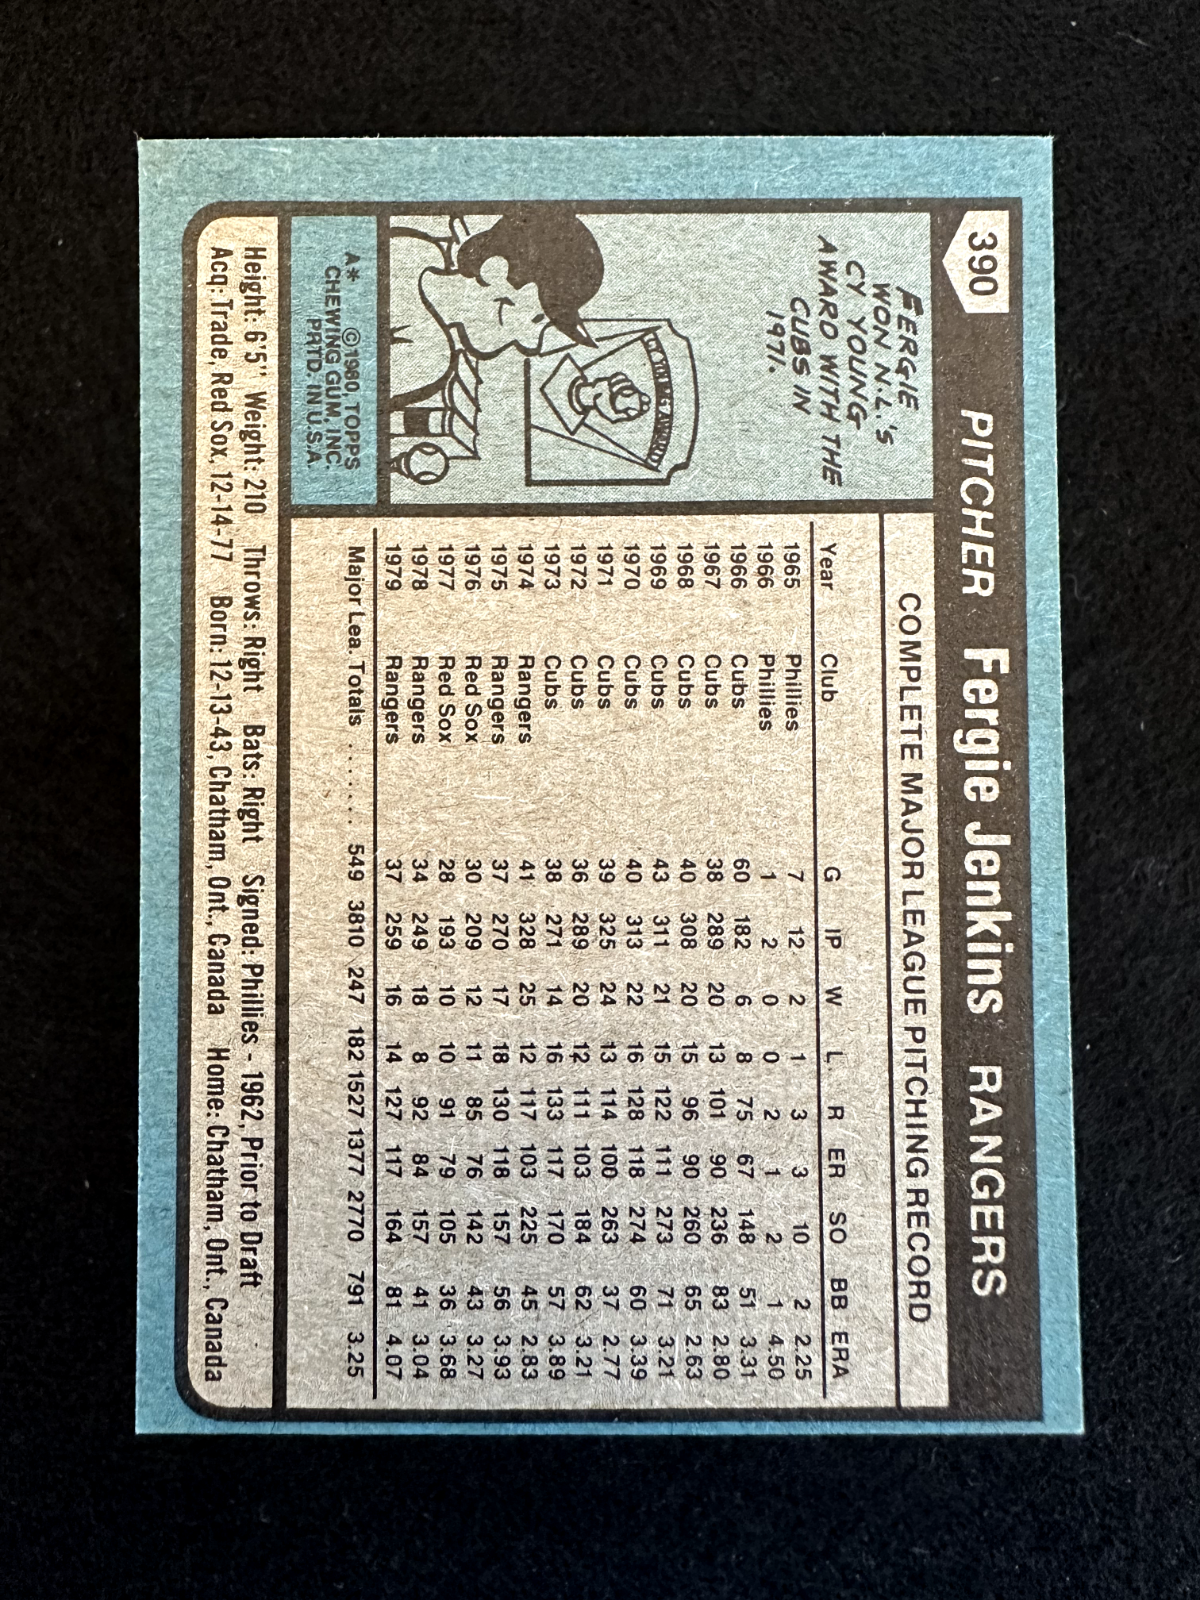 390 PITCHER Fergie Jenkins RANGERS
FERGIE
WON N.L.'s
CY YOUNG
AWARD WITH THE
CUBS IN
1971.
CY YOUNG AWARD
A* © 1980, TOPPS
CHEWING GUM, INC.
PRTD. IN U.S.A.
COMPLETE MAJOR LEAGUE PITCHING RECORD
Year Club G IP W L R ER SO BB ERA
1965 Phillies 7 12 2 1 3 3 10 2 2.25
1966 Phillies 1 2 0 0 2 1 2 1 4.50
1966 Cubs 60 182 6 8 75 67 148 51 3.31
1967 Cubs 38 289 20 13 101 90 236 83 2.80
1968 Cubs 40 308 20 15 96 90 260 65 2.63
1969 Cubs 43 311 21 15 122 111 273 71 3.21
1970 Cubs 40 313 22 16 128 118 274 60 3.39
1971 Cubs 39 325 24 13 114 100 263 37 2.77
1972 Cubs 36 289 20 12 111 103 184 62 3.21
1973 Cubs 38 271 14 16 133 117 170 57 3.89
1974 Rangers 41 328 25 12 117 103 225 45 2.83
1975 Rangers 37 270 17 18 130 118 157 56 3.93
1976 Red Sox 30 209 12 11 85 76 142 43 3.27
1977 Red Sox 28 193 10 10 91 79 105 36 3.68
1978 Rangers 34 249 18 8 92 84 157 41 3.04
1979 Rangers 37 259 16 14 127 117 164 81 4.07
Major Lea. Totals ....... 549 3810 247 182 1527 1377 2770 791 3.25
Height: 6'5" Weight: 210 Throws: Right Bats: Right Signed: Phillies - 1962, Prior to Draft
Acq: Trade, Red Sox, 12-14-77 Born: 12-13-43, Chatham, Ont., Canada Home: Chatham, Ont., Canada